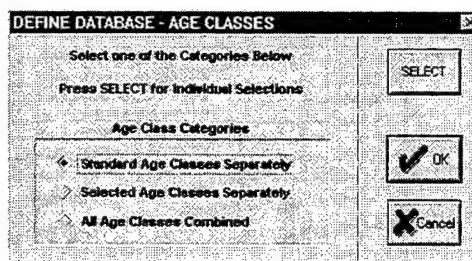 DEFINE DATABASE - AGE CLASSES
Select one of the Categories Below
Press SELECT for Individual Selections
Age Class Categories
Standard Age Classes Separately
Selected Age Classes Separately
All Age Classes Combined
SELECT
OK
Cancel